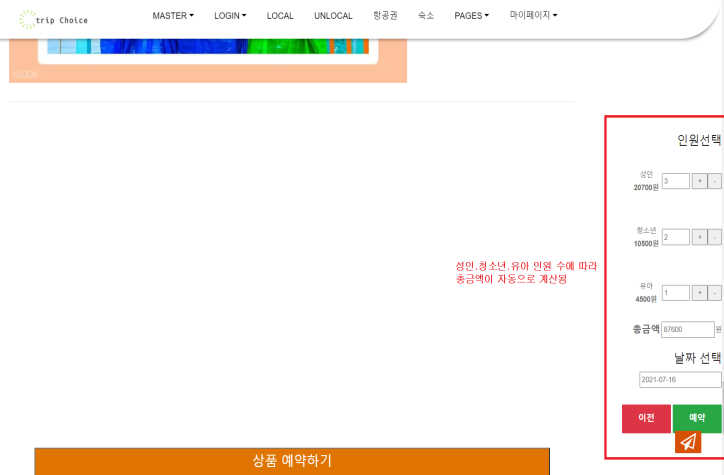 trip Choice
MASTER
LOGIN
LOCAL
UNLOCAL
항공권
숙소
PAGES
마이페이지
KLOOK
인원선택
성인
20700원
3
+
-
청소년
10500원
2
+
-
성인,청소년,유아 인원 수에 따라
총금액이 자동으로 계산됨
유아
4500원
1
+
-
총금액
87600
원
날짜 선택
2021-07-16
이전
예약
상품 예약하기